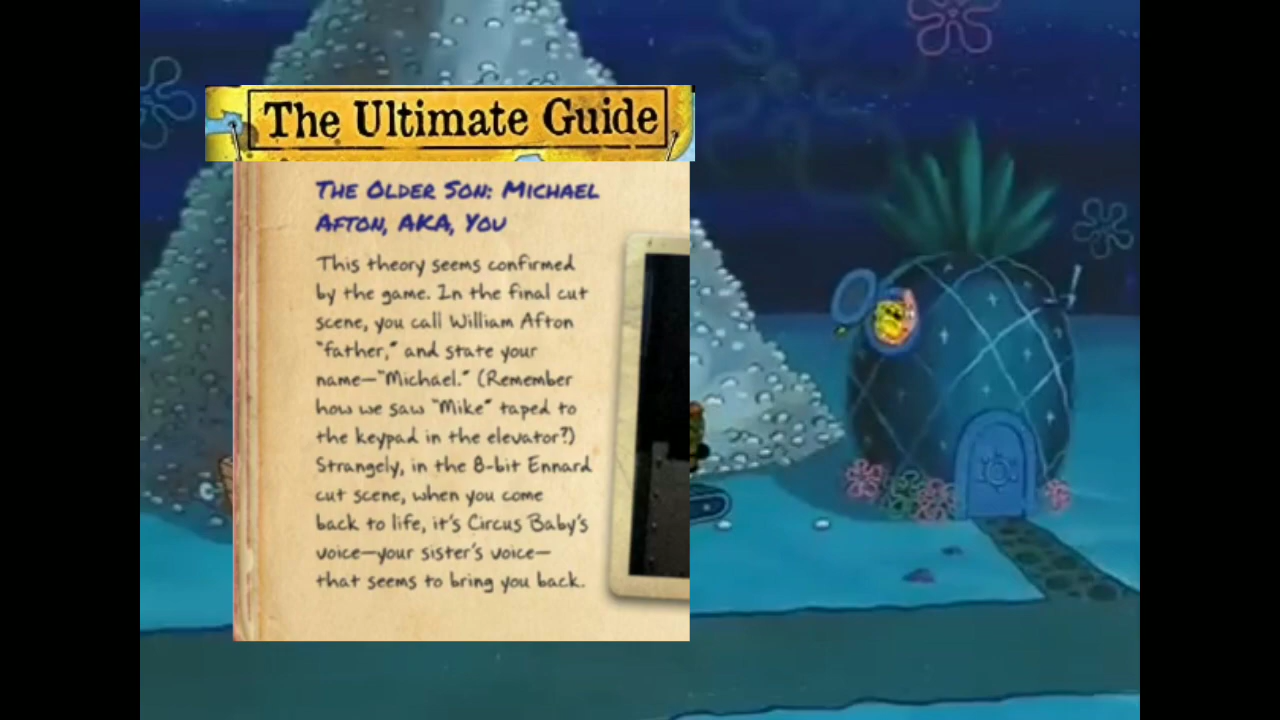 The Ultimate Guide
The Older Son: Michael
Afton, AKA, You
This theory seems confirmed
by the game. In the final cut
scene, you call William Afton
"father," and state your
name—"Michael." (Remember
how we saw "Mike" taped to
the keypad in the elevator?)
Strangely, in the 8-bit Ennard
cut scene, when you come
back to life, it's Circus Baby's
voice—your sister's voice—
that seems to bring you back.